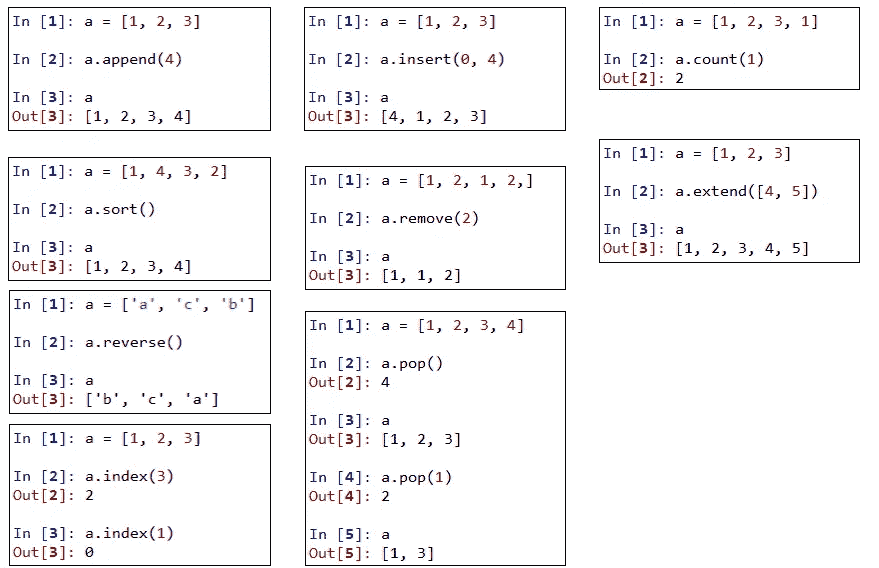 In [1]: a = [1, 2, 3]
In [2]: a.append(4)
In [3]: a
Out[3]: [1, 2, 3, 4]
In [1]: a = [1, 4, 3, 2]
In [2]: a.sort()
In [3]: a
Out[3]: [1, 2, 3, 4]
In [1]: a = ['a', 'c', 'b']
In [2]: a.reverse()
In [3]: a
Out[3]: ['b', 'c', 'a']
In [1]: a = [1, 2, 3]
In [2]: a.index(3)
Out[2]: 2
In [3]: a.index(1)
Out[3]: 0
In [1]: a = [1, 2, 3]
In [2]: a.insert(0, 4)
In [3]: a
Out[3]: [4, 1, 2, 3]
In [1]: a = [1, 2, 1, 2,]
In [2]: a.remove(2)
In [3]: a
Out[3]: [1, 1, 2]
In [1]: a = [1, 2, 3, 4]
In [2]: a.pop()
Out[2]: 4
In [3]: a
Out[3]: [1, 2, 3]
In [4]: a.pop(1)
Out[4]: 2
In [5]: a
Out[5]: [1, 3]
In [1]: a = [1, 2, 3, 1]
In [2]: a.count(1)
Out[2]: 2
In [1]: a = [1, 2, 3]
In [2]: a.extend([4, 5])
In [3]: a
Out[3]: [1, 2, 3, 4, 5]